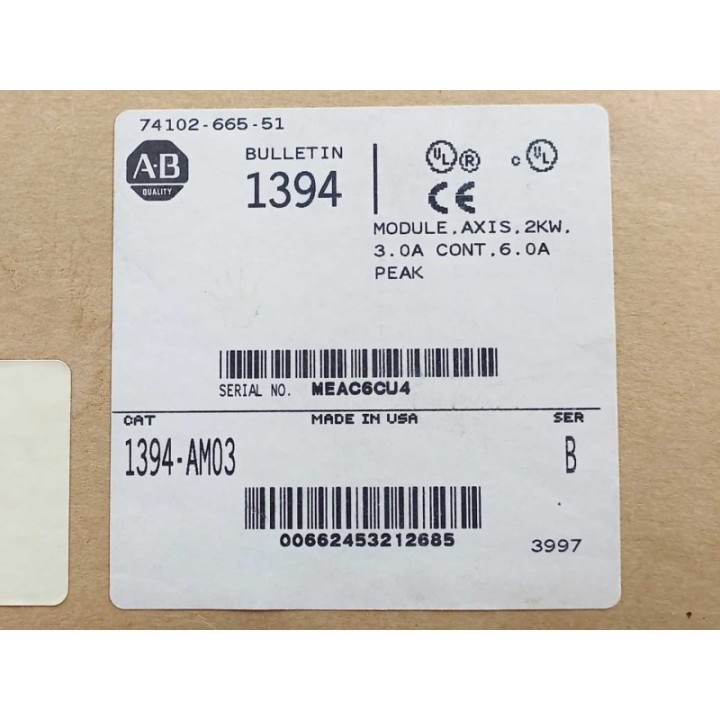 74102-665-51
A·B
QUALITY
BULLETIN
1394
UL ® c UL
CE
MODULE,AXIS,2KW,
3.0A CONT,6.0A
PEAK
SERIAL NO. MEAC6CU4
CAT MADE IN USA SER
1394-AM03 B
00662453212685
3997